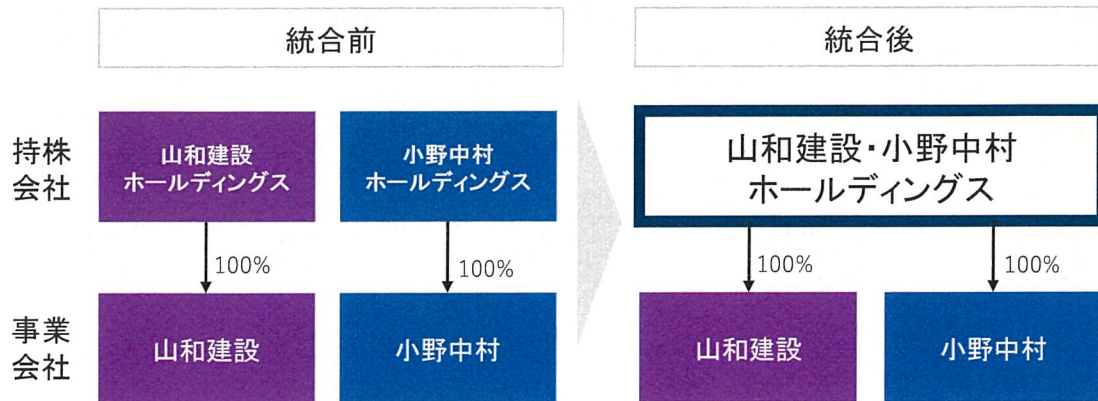 統合前
統合後
持株
会社
山和建設
ホールディングス
小野中村
ホールディングス
山和建設・小野中村
ホールディングス
100%
100%
100%
100%
事業
会社
山和建設
小野中村
山和建設
小野中村